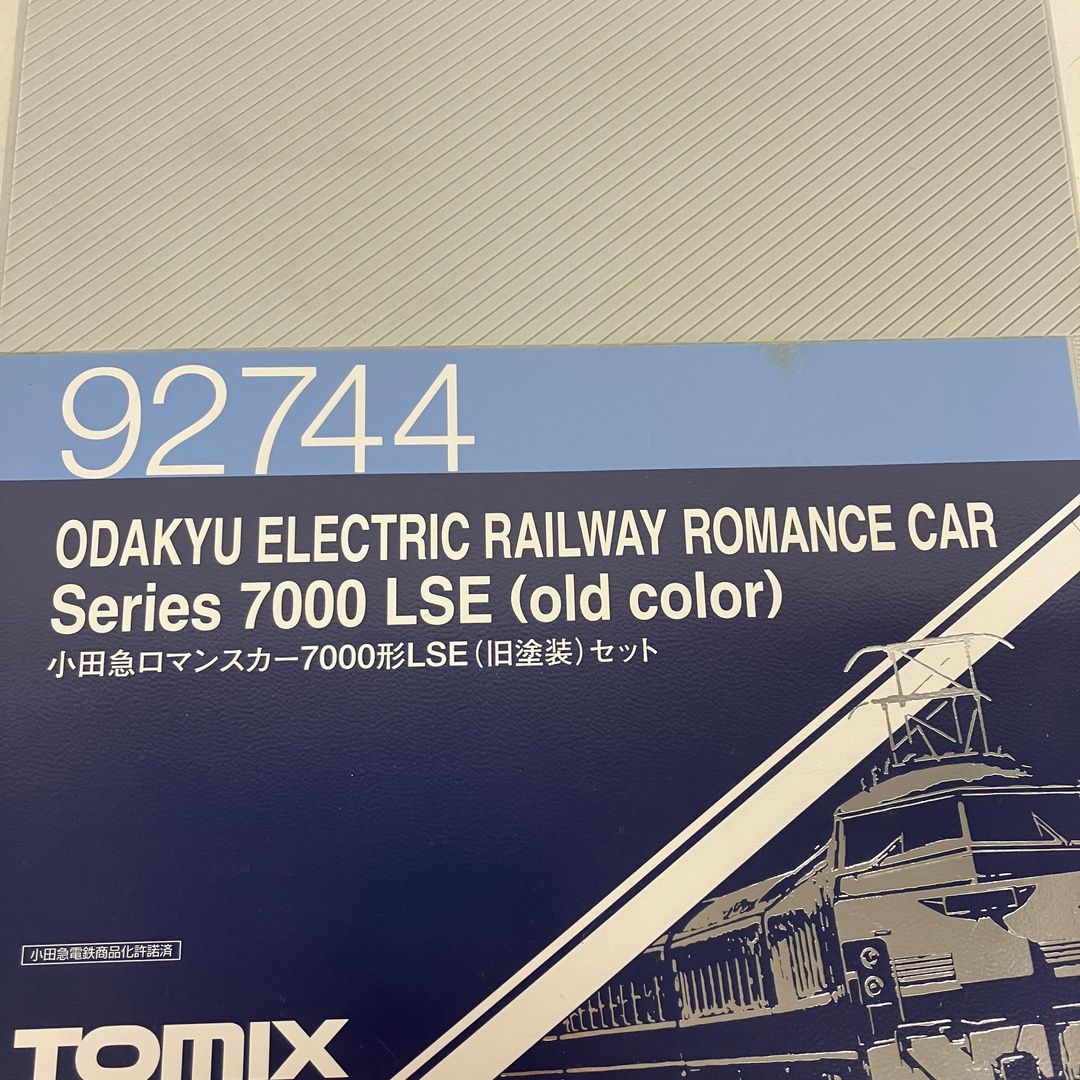 92744
ODAKYU ELECTRIC RAILWAY ROMANCE CAR
Series 7000 LSE (old color)
小田急ロマンスカー7000形LSE(旧塗装)セット
小田急電鉄商品化許諾済
TOMIX